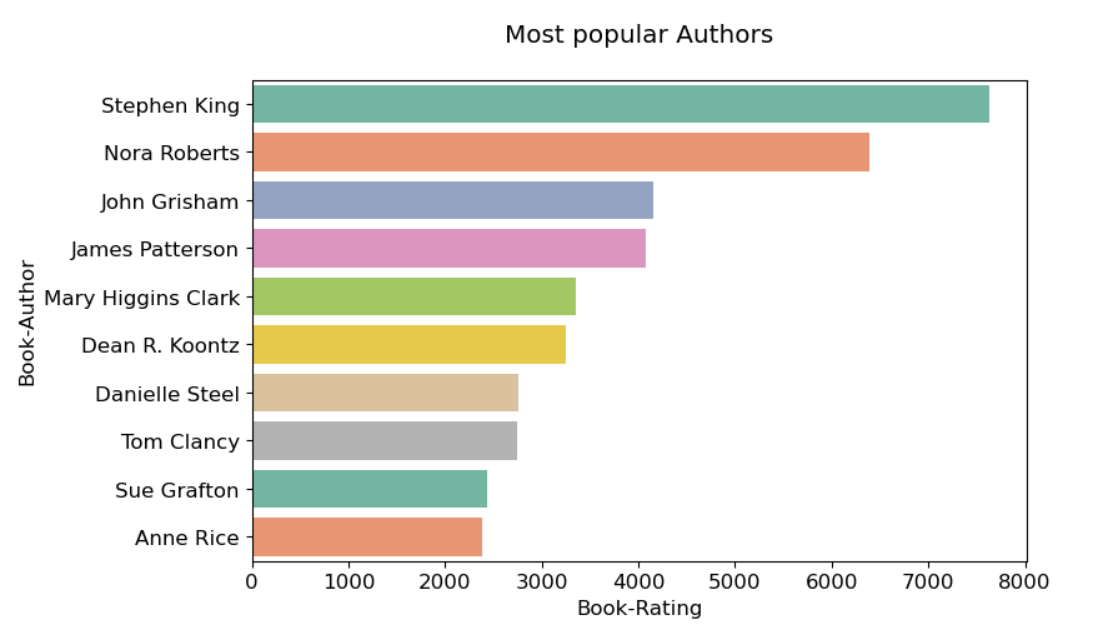 Most popular Authors
Book-Author
Stephen King
Nora Roberts
John Grisham
James Patterson
Mary Higgins Clark
Dean R. Koontz
Danielle Steel
Tom Clancy
Sue Grafton
Anne Rice
0 1000 2000 3000 4000 5000 6000 7000 8000
Book-Rating